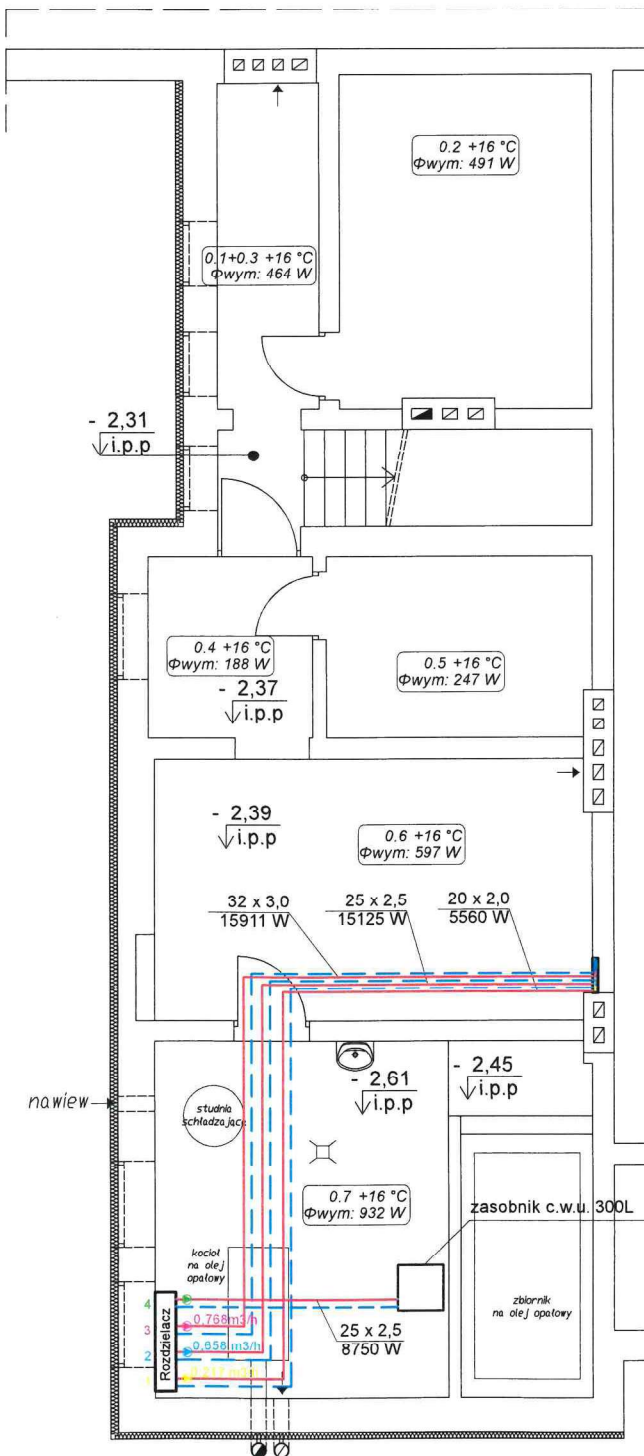 0.2 +16 °C
Φwym: 491 W
0.1+0.3 +16 °C
Φwym: 464 W
- 2,31
i.p.p
0.4 +16 °C
Φwym: 188 W
- 2,37
i.p.p
0.5 +16 °C
Φwym: 247 W
- 2,39
i.p.p
0.6 +16 °C
Φwym: 597 W
32 x 3,0
15911 W
25 x 2,5
15125 W
20 x 2,0
5560 W
- 2,61
i.p.p
- 2,45
i.p.p
nawiew
studnia
schładzająca
0.7 +16 °C
Φwym: 932 W
zasobnik c.w.u. 300L
kocioł
na olej
opałowy
zbiornik
na olej opałowy
Rozdzielacz
4
3
0,768m3/h
2
0,658 m3/h
1
0,217 m3/h
25 x 2,5
8750 W